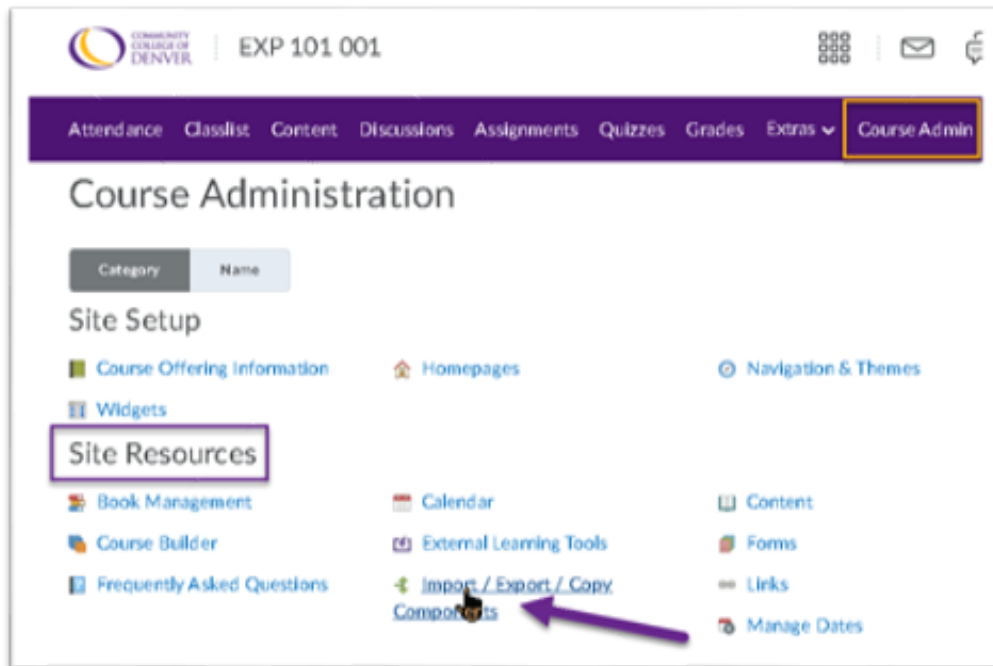 COMMUNITY
COLLEGE OF
DENVER
EXP 101 001
Attendance Classlist Content Discussions Assignments Quizzes Grades Extras Course Admin
Course Administration
Category Name
Site Setup
Course Offering Information Homepages Navigation & Themes
Widgets
Site Resources
Book Management Calendar Content
Course Builder External Learning Tools Forms
Frequently Asked Questions Import / Export / Copy Links
Components
Manage Dates